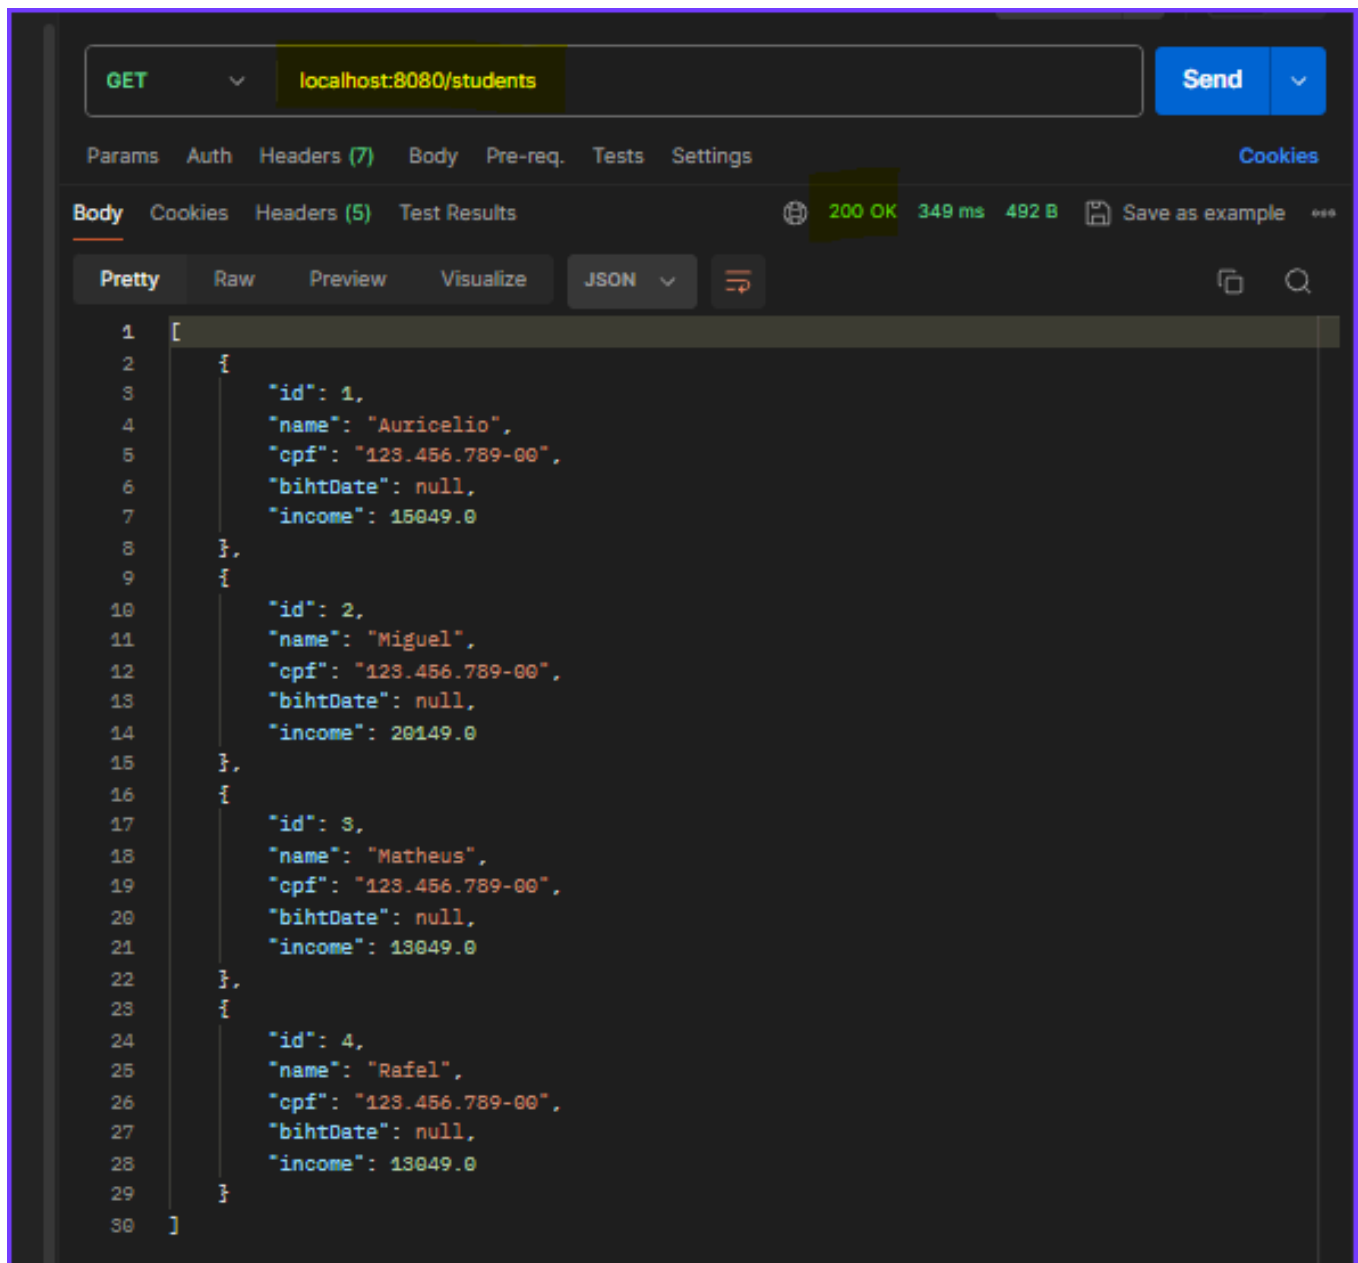 GET localhost:8080/students Send
Params Auth Headers (7) Body Pre-req. Tests Settings Cookies
Body Cookies Headers (5) Test Results 200 OK 349 ms 492 B Save as example
Pretty Raw Preview Visualize JSON
1 [
2 {
3 "id": 1,
4 "name": "Auricelio",
5 "cpf": "123.456.789-00",
6 "bihtDate": null,
7 "income": 15049.0
8 },
9 {
10 "id": 2,
11 "name": "Miguel",
12 "cpf": "123.456.789-00",
13 "bihtDate": null,
14 "income": 20149.0
15 },
16 {
17 "id": 3,
18 "name": "Matheus",
19 "cpf": "123.456.789-00",
20 "bihtDate": null,
21 "income": 13049.0
22 },
23 {
24 "id": 4,
25 "name": "Rafel",
26 "cpf": "123.456.789-00",
27 "bihtDate": null,
28 "income": 13049.0
29 }
30 ]